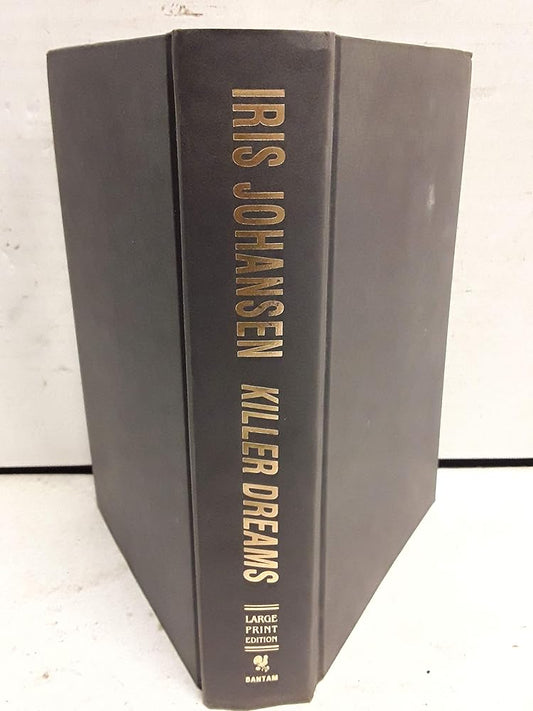 IRIS JOHANSEN
KILLER DREAMS
LARGE
PRINT
EDITION
BANTAM